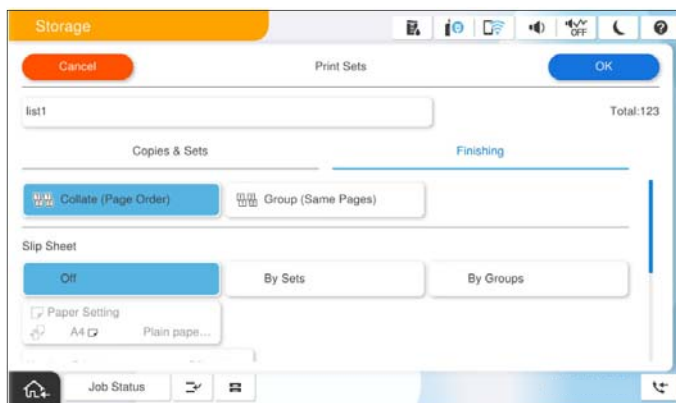 Storage
OFF
Cancel
Print Sets
OK
list1
Total:123
Copies & Sets
Finishing
Collate (Page Order)
Group (Same Pages)
Slip Sheet
Off
By Sets
By Groups
Paper Setting
A4
Plain pape...
Job Status